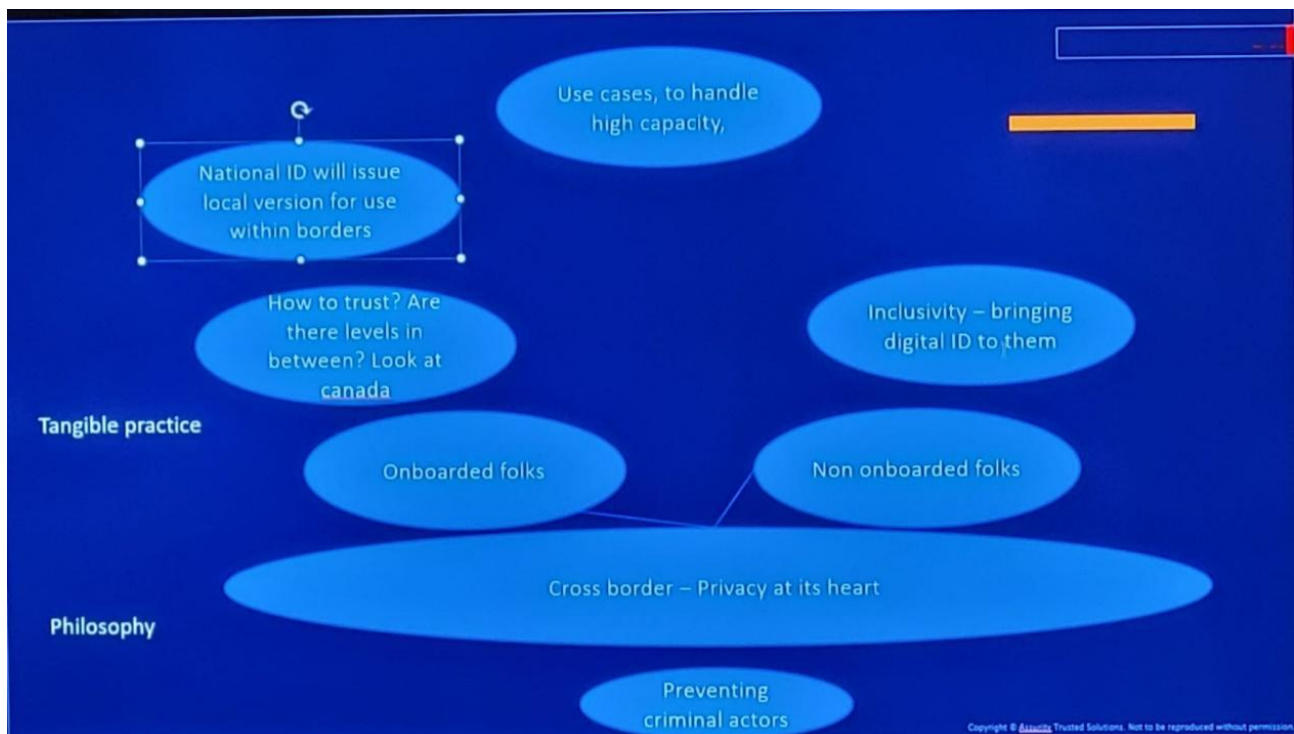 Use cases, to handle
high capacity,
National ID will issue
local version for use
within borders
How to trust? Are
there levels in
between? Look at
canada
Inclusivity – bringing
digital ID to them
Tangible practice
Onboarded folks
Non onboarded folks
Cross border – Privacy at its heart
Philosophy
Preventing
criminal actors
Copyright © Assurity Trusted Solutions. Not to be reproduced without permission